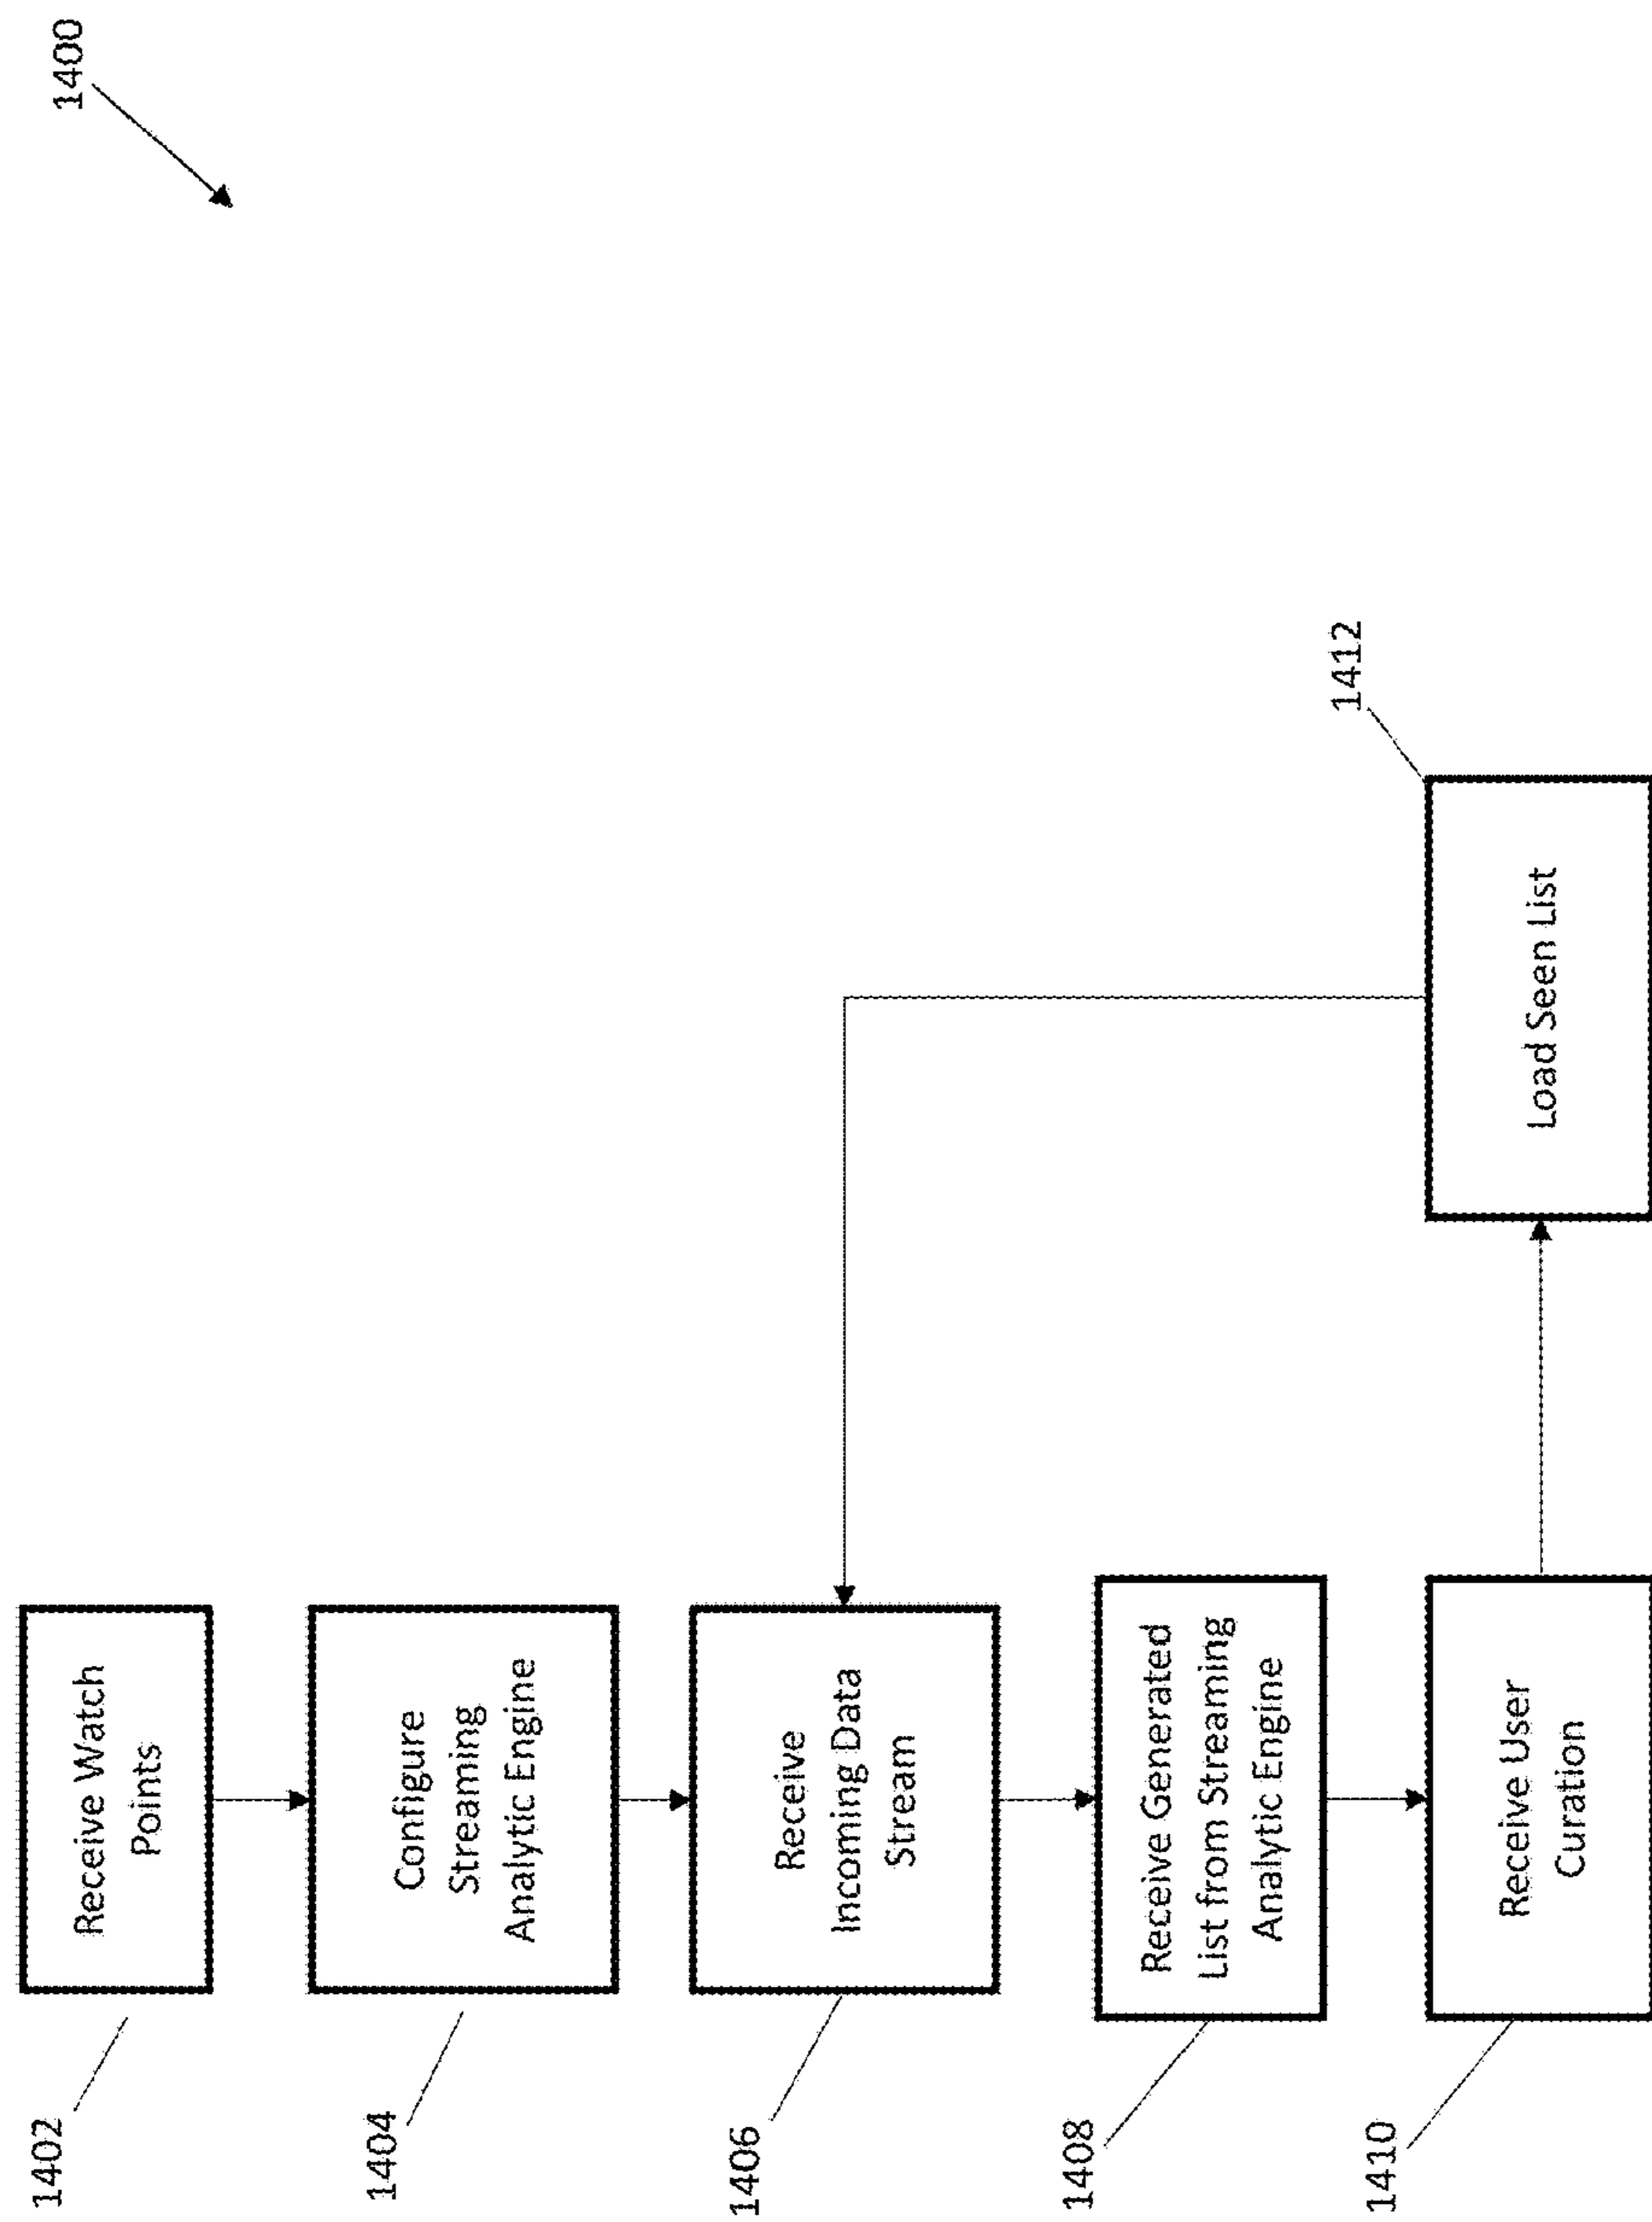 1400
1402
Receive Watch
Points
1404
Configure
Streaming
Analytic Engine
1406
Receive
Incoming Data
Stream
1408
Receive Generated
List from Streaming
Analytic Engine
1410
Receive User
Curation
1412
Load Seen List